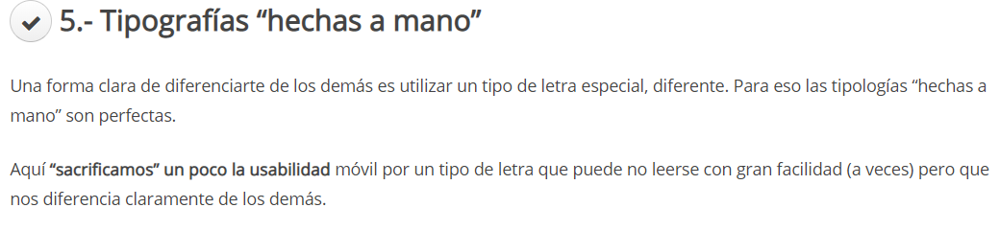 5.- Tipografías “hechas a mano”
Una forma clara de diferenciarte de los demás es utilizar un tipo de letra especial, diferente. Para eso las tipologías “hechas a
mano” son perfectas.
Aquí “sacrificamos” un poco la usabilidad móvil por un tipo de letra que puede no leerse con gran facilidad (a veces) pero que
nos diferencia claramente de los demás.